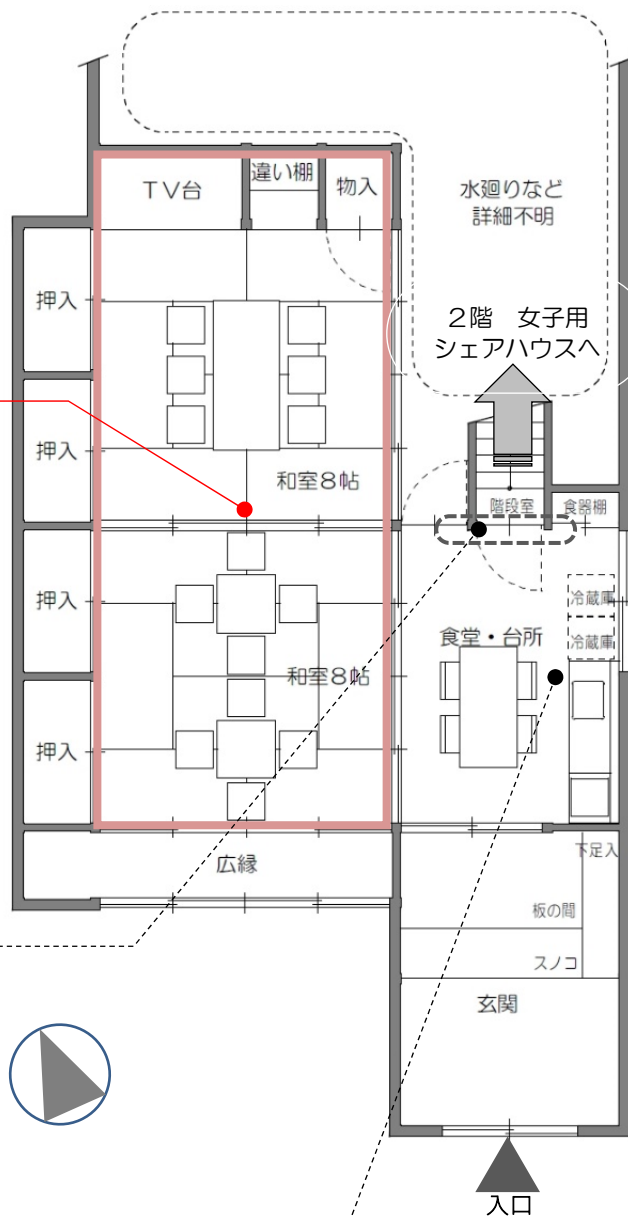 TV台
違い棚
物入
水廻りなど
詳細不明
押入
2階 女子用
シェアハウスへ
押入
和室8帖
階段室
食器棚
押入
冷蔵庫
食堂・台所
冷蔵庫
和室8帖
押入
下足入
広縁
板の間
スノコ
玄関
入口